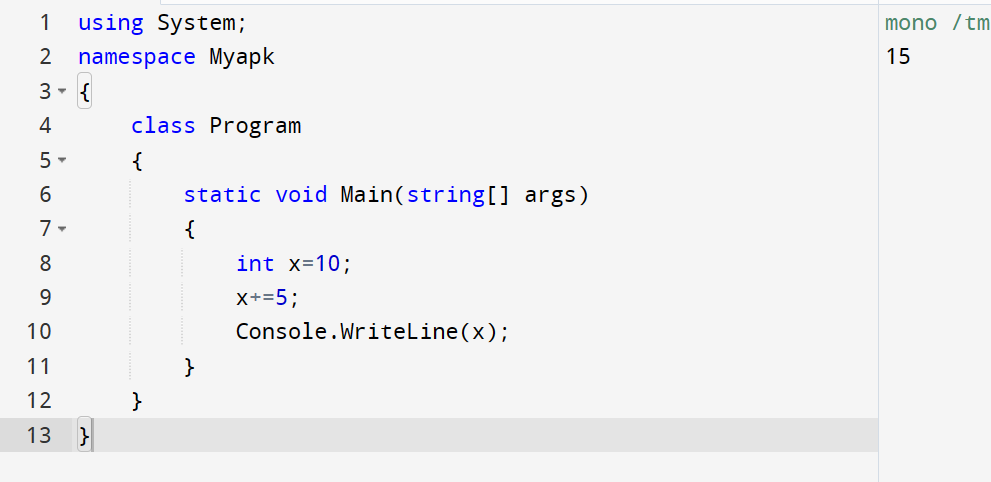 1 using System;
2 namespace Myapk
3 {
4     class Program
5     {
6         static void Main(string[] args)
7         {
8             int x=10;
9             x+=5;
10             Console.WriteLine(x);
11         }
12     }
13 }
mono /tm
15